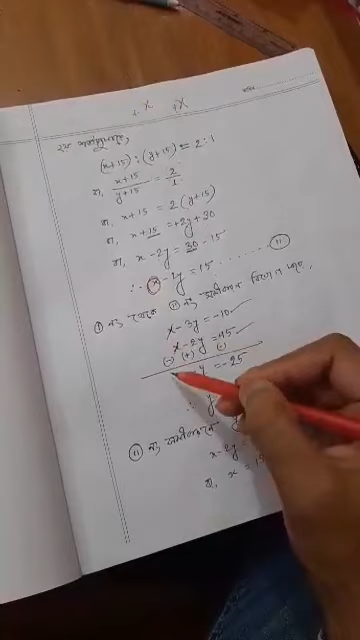 x x
২য় শর্তানুসারে,
(x+15) : (y+15) = 2:1
বা, x+15 / y+15 = 2/1
বা, x+15 = 2(y+15)
বা, x+15 = +2y+30
বা, x-2y = 30-15
∴ x-2y = 15 ........ (ii)
(i) নং থেকে (ii) নং সমীকরণ বিয়োগ করে,
x-3y = -10
x-2y = +15
(-) (+) (-)
y = -25
∴ y
(ii) নং সমীকরণে
x-2y =
বা, x = 15